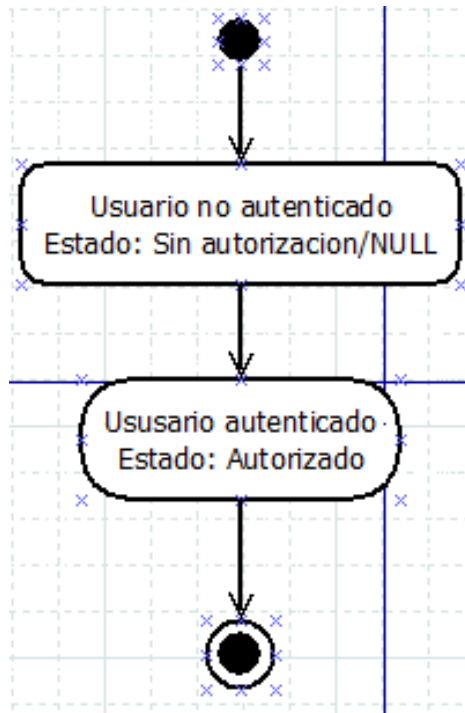 Usuario no autenticado
Estado: Sin autorizacion/NULL
Ususario autenticado
Estado: Autorizado